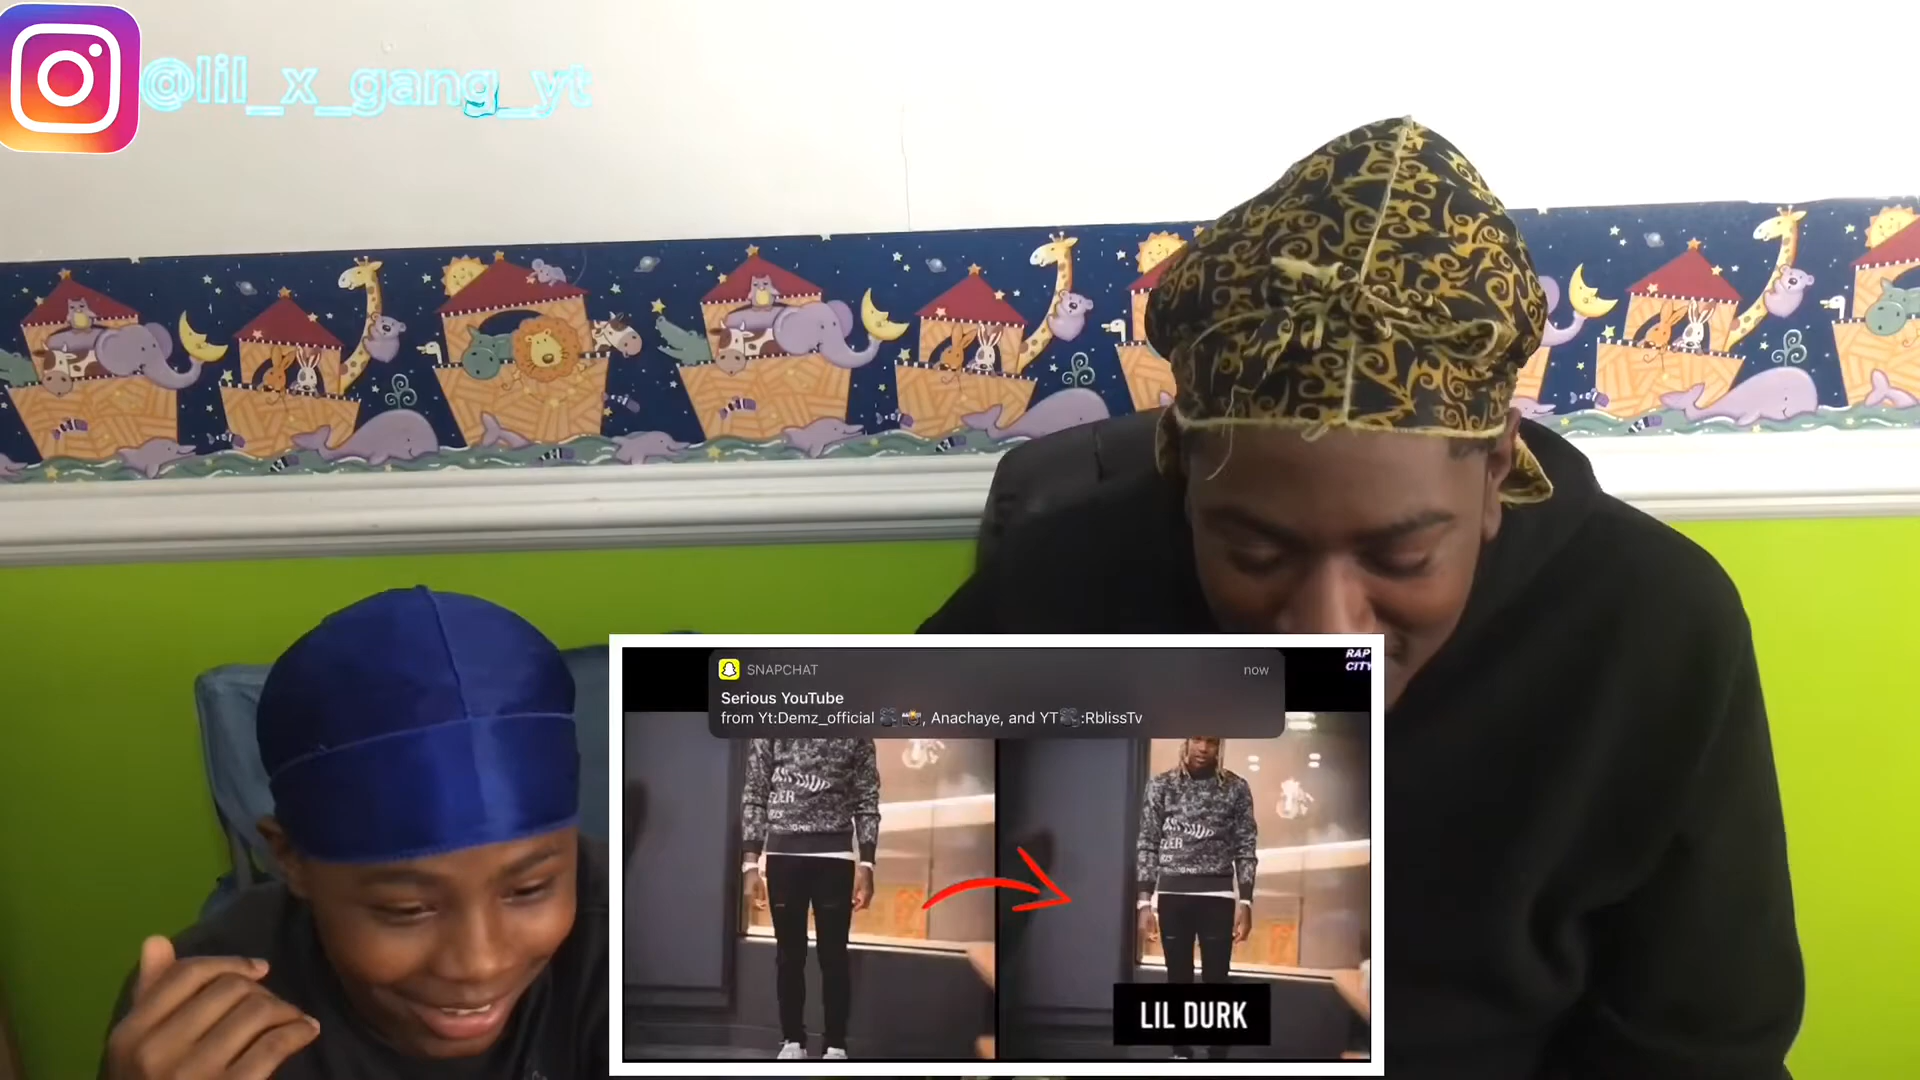 @lil_x_gang_yt
SNAPCHAT
now
RAP
CITY
Serious YouTube
from Yt:Demz_official 🎥📸, Anachaye, and YT🎥:RblissTv
LIL DURK